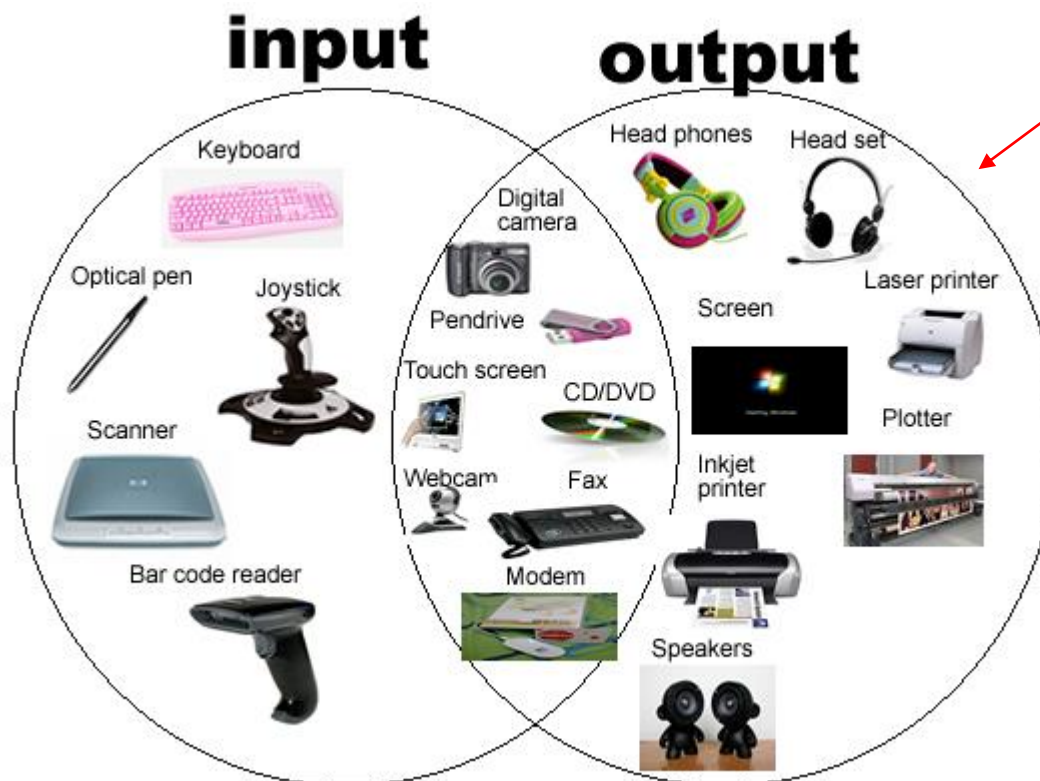 input
output
Keyboard
Head phones
Head set
Digital
camera
Optical pen
Joystick
Laser printer
Pendrive
Screen
Touch screen
CD/DVD
Plotter
Scanner
Webcam
Fax
Inkjet
printer
Bar code reader
Modem
Speakers